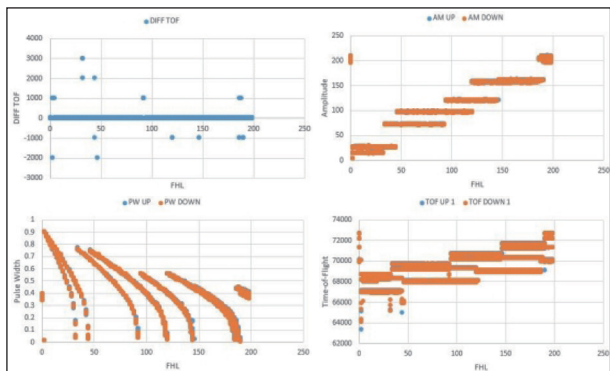 DIFF TOF
4000
3000
2000
1000
0
-1000
-2000
-3000
0 50 100 150 200 250
DIFF TOF
FHL
AM UP AM DOWN
250
200
150
100
50
0
0 50 100 150 200 250
Amplitude
FHL
PW UP PW DOWN
1
0.9
0.8
0.7
0.6
0.5
0.4
0.3
0.2
0.1
0
0 50 100 150 200 250
Pulse Width
FHL
TOF UP 1 TOF DOWN 1
74000
72000
70000
68000
66000
64000
62000
0 50 100 150 200 250
Time-of-Flight
FHL